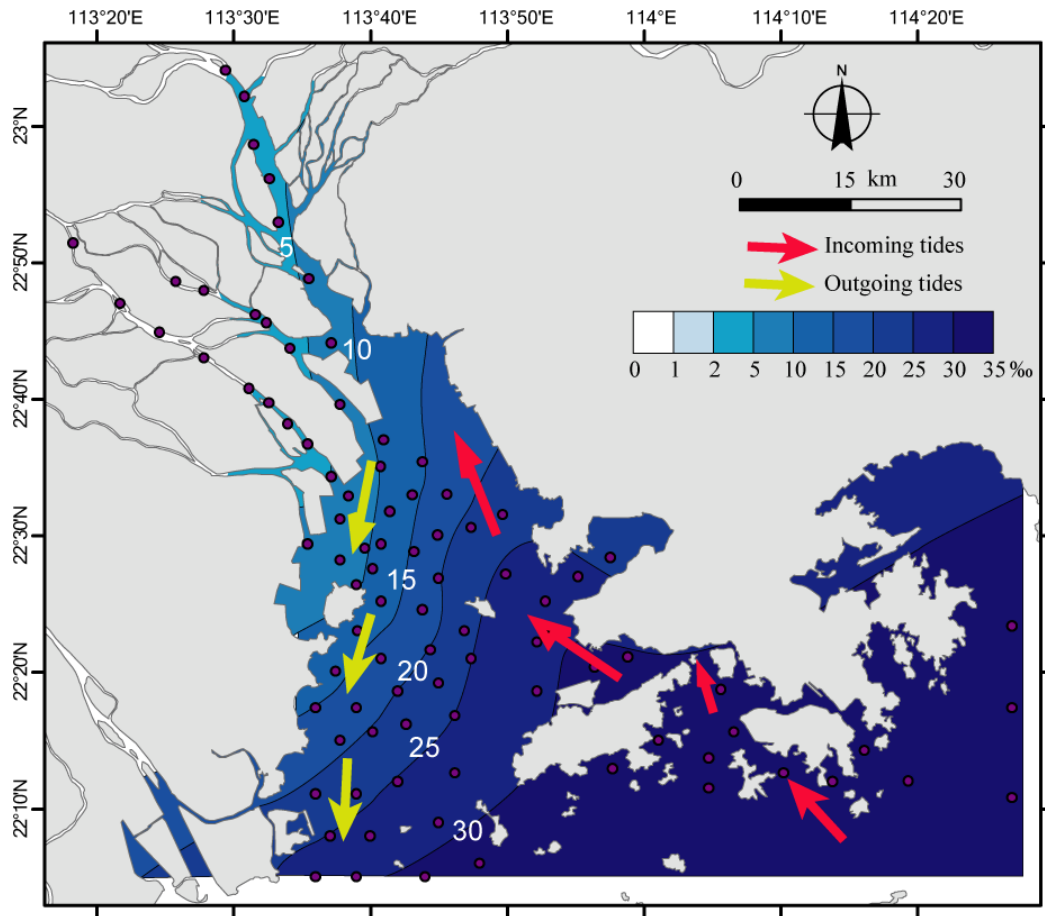 113°20'E 113°30'E 113°40'E 113°50'E 114°E 114°10'E 114°20'E
N
23°N
0 15 km 30
Incoming tides
5
22°50'N
Outgoing tides
10
0 1 2 5 10 15 20 25 30 35 ‰
22°40'N
22°30'N
15
22°20'N
20
25
22°10'N
30